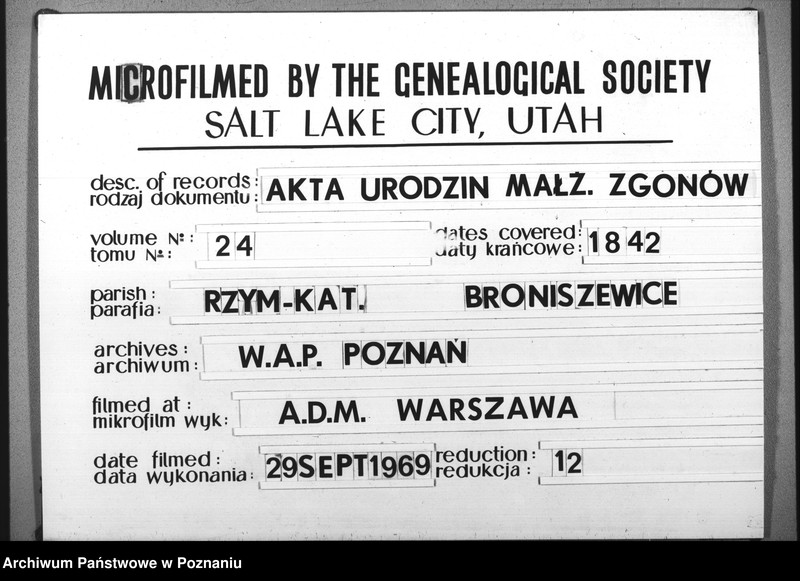 MICROFILMED BY THE GENEALOGICAL SOCIETY
SALT LAKE CITY, UTAH
desc. of records: AKTA URODZIN MAŁŻ. ZGONÓW
rodzaj dokumentu:
volume №: 24 dates covered: 1842
tomu №: daty krańcowe:
parish: RZYM-KAT. BRONISZEWICE
parafia:
archives: W.A.P. POZNAŃ
archiwum:
filmed at: A.D.M. WARSZAWA
mikrofilm wyk:
date filmed: 29SEPT1969 reduction: 12
data wykonania: redukcja:
Archiwum Państwowe w Poznaniu